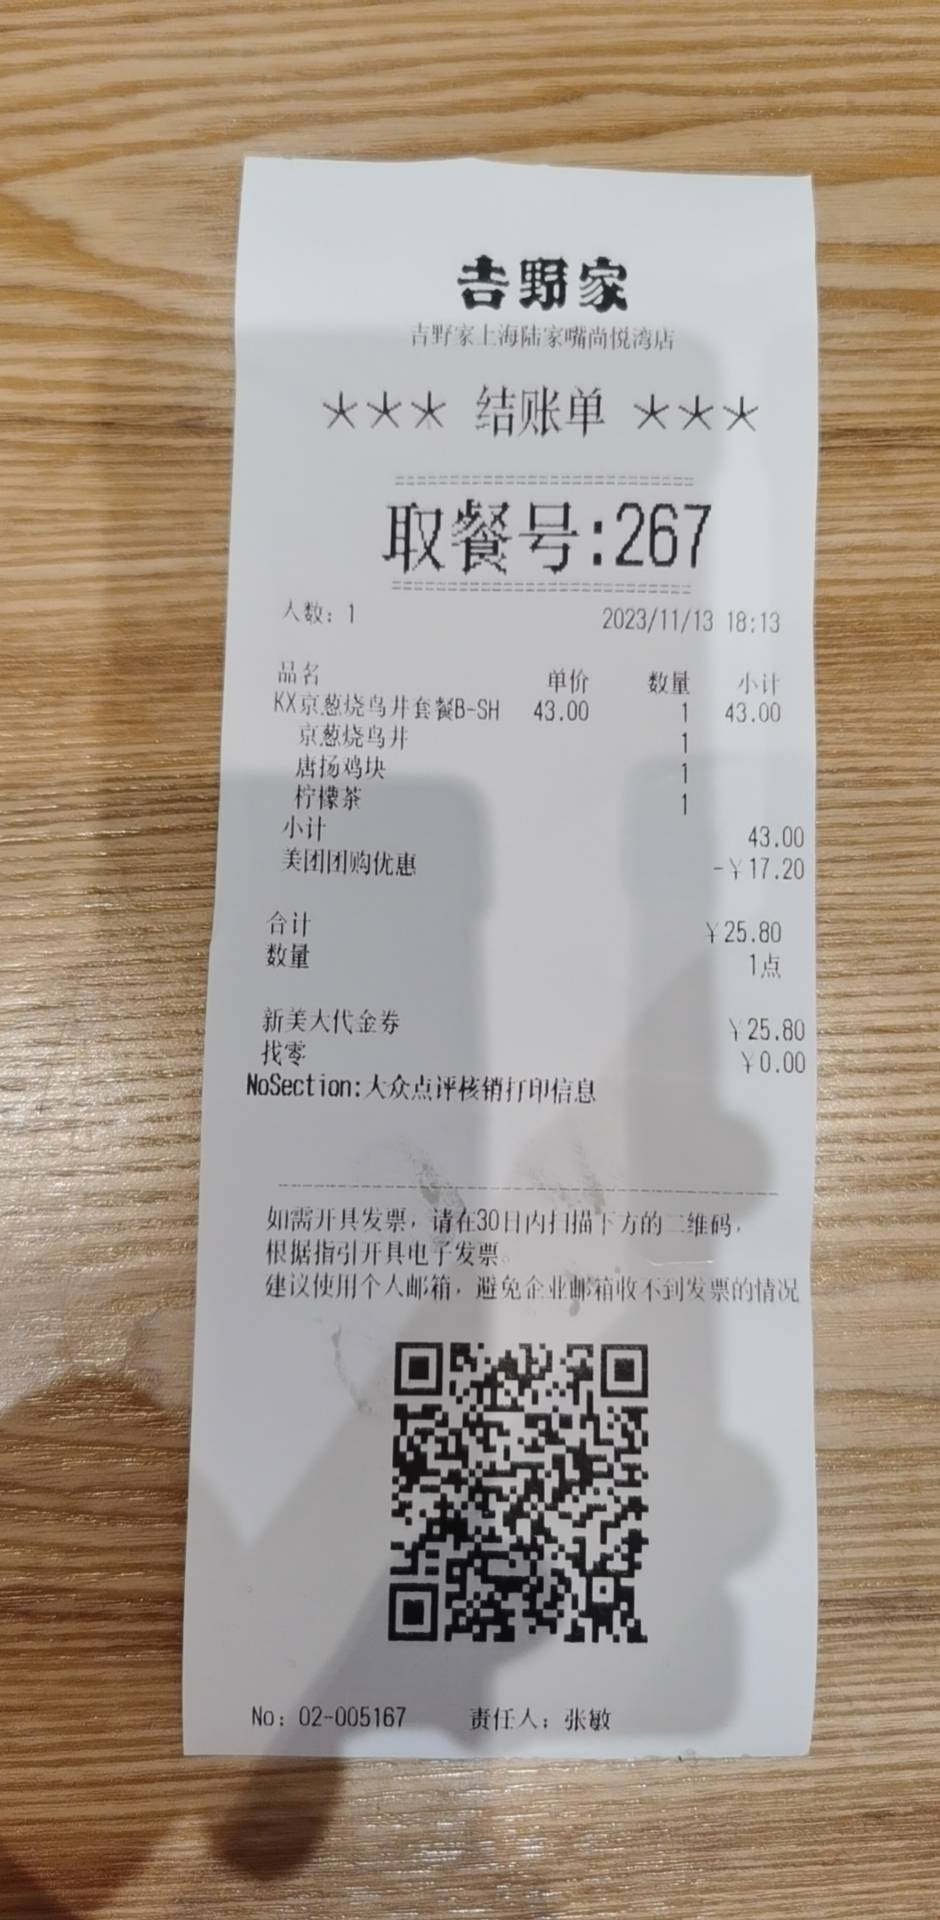 吉野家
吉野家上海陆家嘴尚悦湾店
*** 结账单 ***
==============================
取餐号:267
==============================
人数: 1 2023/11/13 18:13
品名 单价 数量 小计
KX京葱烧鸟丼套餐B-SH 43.00 1 43.00
京葱烧鸟丼 1
唐扬鸡块 1
柠檬茶 1
小计 43.00
美团团购优惠 -¥17.20
合计 ¥25.80
数量 1点
新美大代金券 ¥25.80
找零 ¥0.00
NoSection:大众点评核销打印信息
如需开具发票，请在30日内扫描下方的二维码，
根据指引开具电子发票。
建议使用个人邮箱，避免企业邮箱收不到发票的情况
No: 02-005167 责任人: 张敏